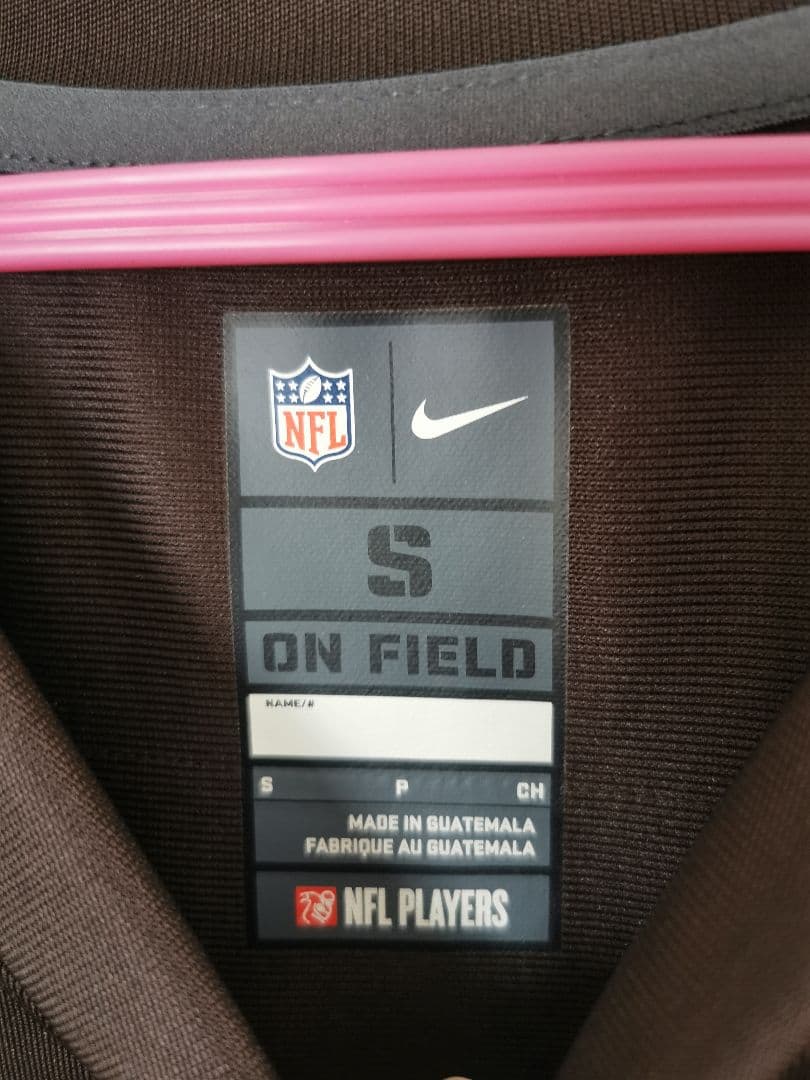 NFL
S
ON FIELD
NAME/#
S P CH
MADE IN GUATEMALA
FABRIQUE AU GUATEMALA
NFL PLAYERS